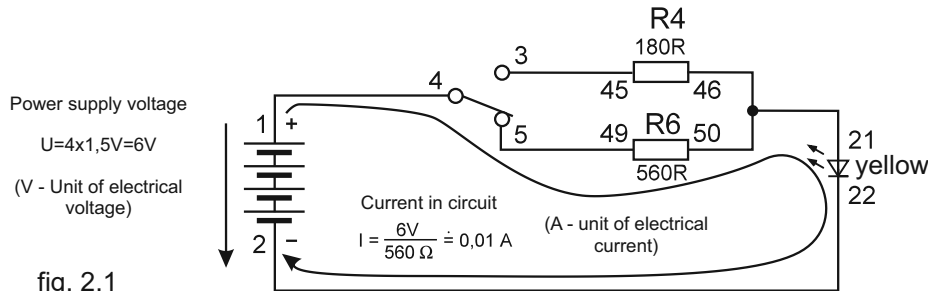 R4
180R
3
4
45
46
5
49
R6
50
560R
Power supply voltage
U=4x1,5V=6V
(V - Unit of electrical
voltage)
1
+
2
−
21
yellow
22
Current in circuit
I = 6V / 560 Ω ≐ 0,01 A
(A - unit of electrical
current)
fig. 2.1